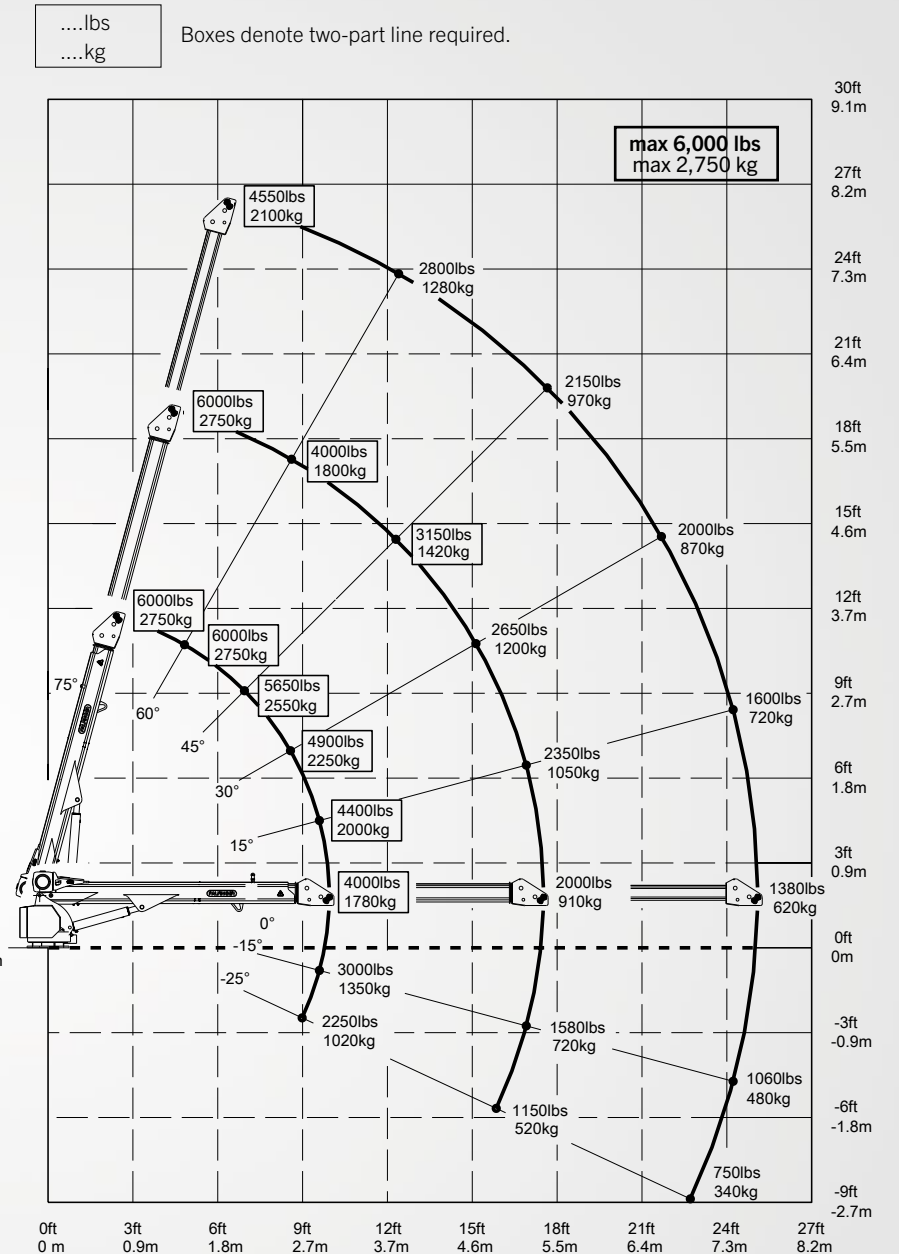 ....lbs
....kg
Boxes denote two-part line required.
30ft
9.1m
max 6,000 lbs
max 2,750 kg
27ft
8.2m
4550lbs
2100kg
24ft
7.3m
2800lbs
1280kg
21ft
6.4m
2150lbs
970kg
6000lbs
2750kg
18ft
5.5m
4000lbs
1800kg
15ft
4.6m
3150lbs
1420kg
2000lbs
870kg
12ft
3.7m
6000lbs
2750kg
6000lbs
2750kg
2650lbs
1200kg
75°
5650lbs
2550kg
9ft
2.7m
60°
1600lbs
720kg
45°
4900lbs
2250kg
2350lbs
1050kg
6ft
1.8m
30°
4400lbs
2000kg
15°
3ft
0.9m
4000lbs
1780kg
2000lbs
910kg
1380lbs
620kg
0°
0ft
0m
-15°
-25°
3000lbs
1350kg
2250lbs
1020kg
1580lbs
720kg
-3ft
-0.9m
1060lbs
480kg
1150lbs
520kg
-6ft
-1.8m
750lbs
340kg
-9ft
-2.7m
0ft 3ft 6ft 9ft 12ft 15ft 18ft 21ft 24ft 27ft
0 m 0.9m 1.8m 2.7m 3.7m 4.6m 5.5m 6.4m 7.3m 8.2m